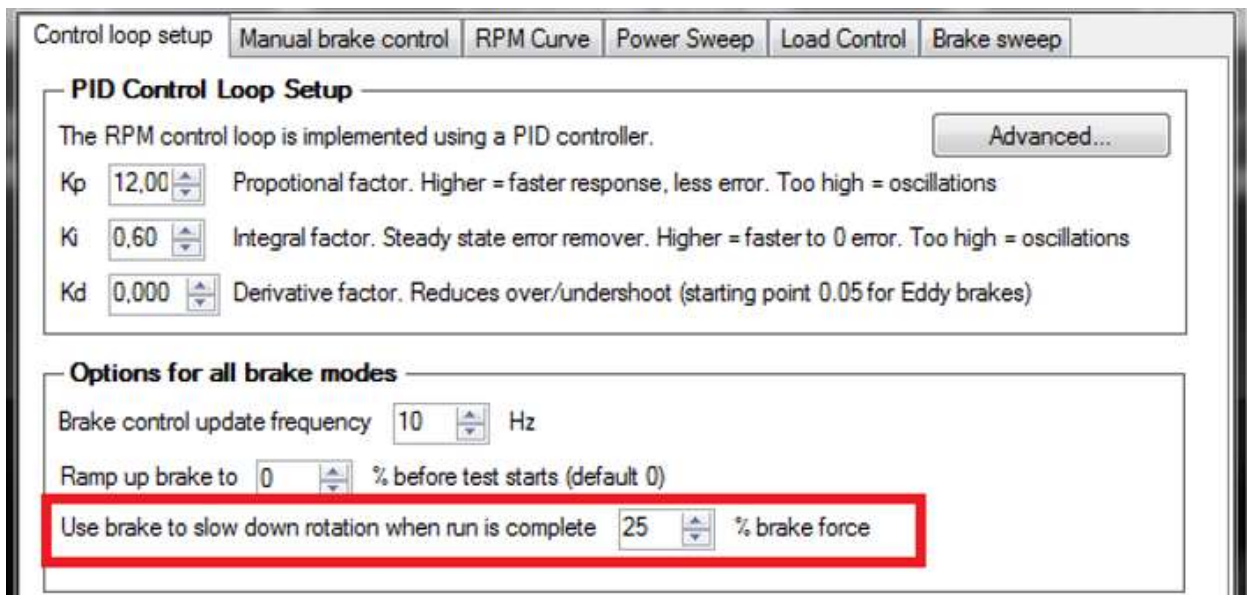 Control loop setup Manual brake control RPM Curve Power Sweep Load Control Brake sweep
PID Control Loop Setup
The RPM control loop is implemented using a PID controller. Advanced...
Kp 12,00 Propotional factor. Higher = faster response, less error. Too high = oscillations
Ki 0,60 Integral factor. Steady state error remover. Higher = faster to 0 error. Too high = oscillations
Kd 0,000 Derivative factor. Reduces over/undershoot (starting point 0.05 for Eddy brakes)
Options for all brake modes
Brake control update frequency 10 Hz
Ramp up brake to 0 % before test starts (default 0)
Use brake to slow down rotation when run is complete 25 % brake force